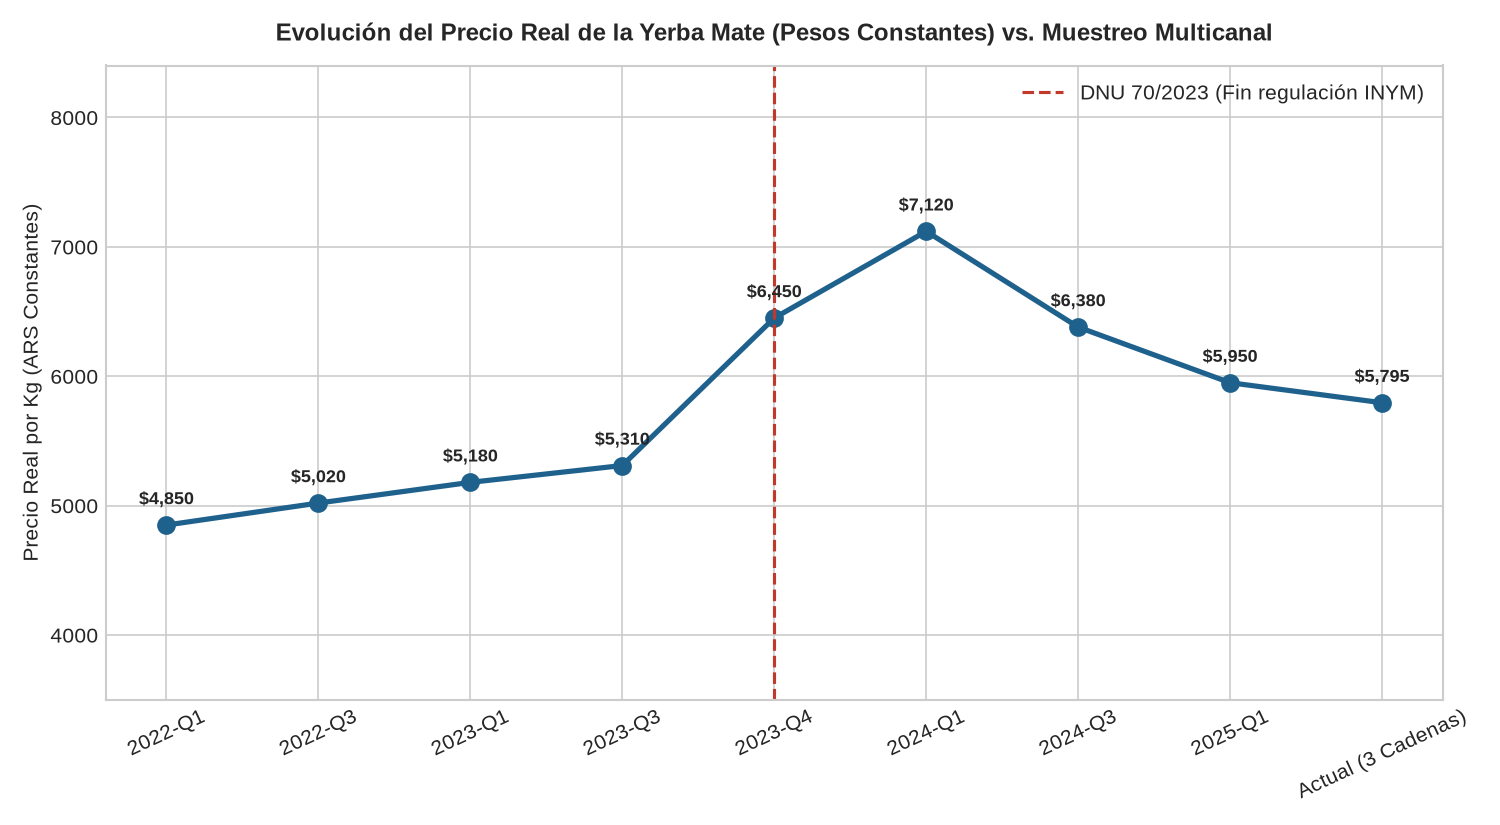 Evolución del Precio Real de la Yerba Mate (Pesos Constantes) vs. Muestreo Multicanal
DNU 70/2023 (Fin regulación INYM)
Precio Real por Kg (ARS Constantes)
8000
7000
6000
5000
4000
$4,850
$5,020
$5,180
$5,310
$6,450
$7,120
$6,380
$5,950
$5,795
2022-Q1
2022-Q3
2023-Q1
2023-Q3
2023-Q4
2024-Q1
2024-Q3
2025-Q1
Actual (3 Cadenas)